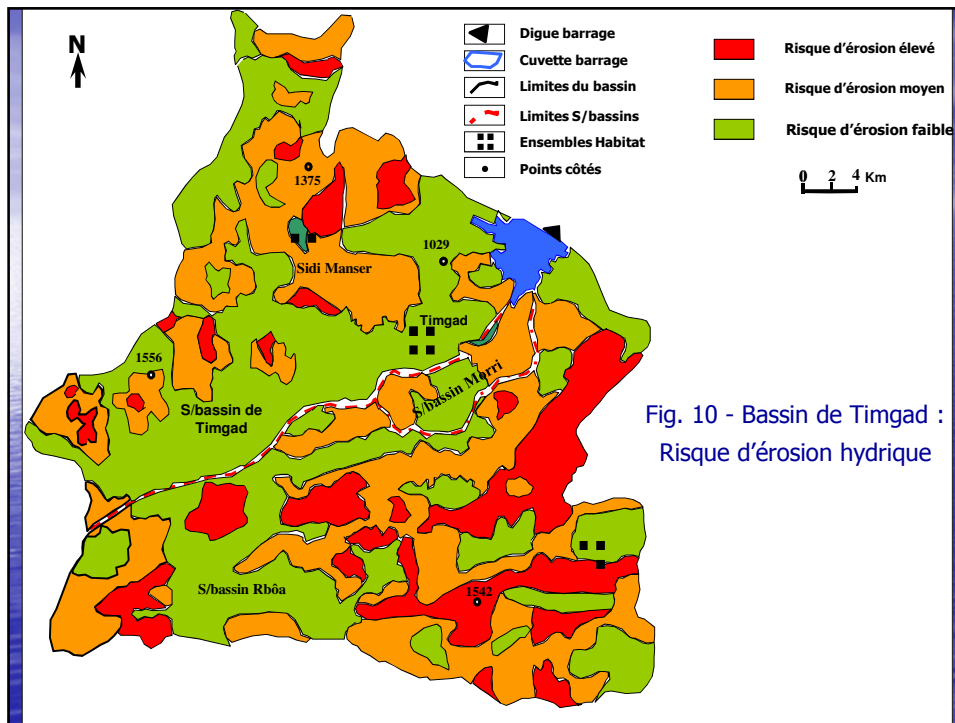 N
Digue barrage
Cuvette barrage
Limites du bassin
Limites S/bassins
Ensembles Habitat
Points côtés
Risque d'érosion élevé
Risque d'érosion moyen
Risque d'érosion faible
0 2 4 Km
1375
1029
Sidi Manser
Timgad
1556
S/bassin Morri
S/bassin de
Timgad
Fig. 10 - Bassin de Timgad :
Risque d'érosion hydrique
S/bassin Rbôa
1542